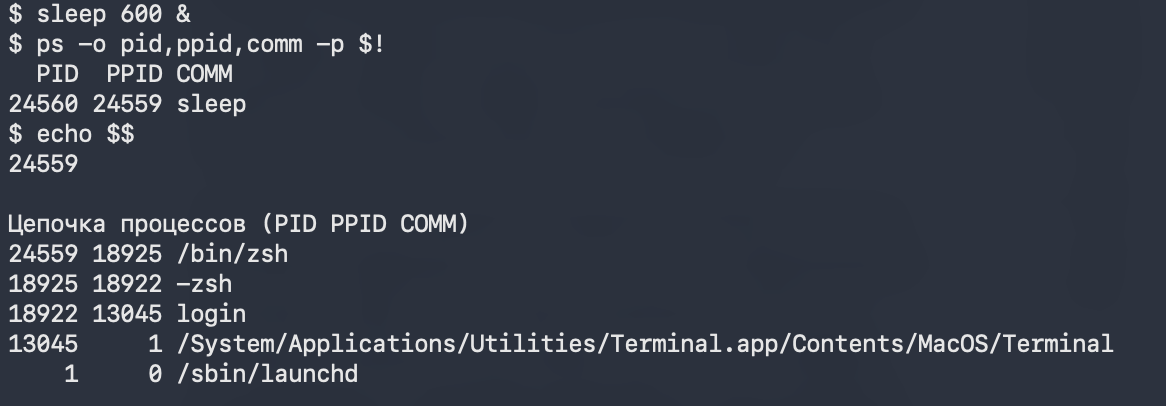 $ sleep 600 &
$ ps -o pid,ppid,comm -p $!
  PID  PPID COMM
24560 24559 sleep
$ echo $$
24559

Цепочка процессов (PID PPID COMM)
24559 18925 /bin/zsh
18925 18922 -zsh
18922 13045 login
13045     1 /System/Applications/Utilities/Terminal.app/Contents/MacOS/Terminal
    1     0 /sbin/launchd